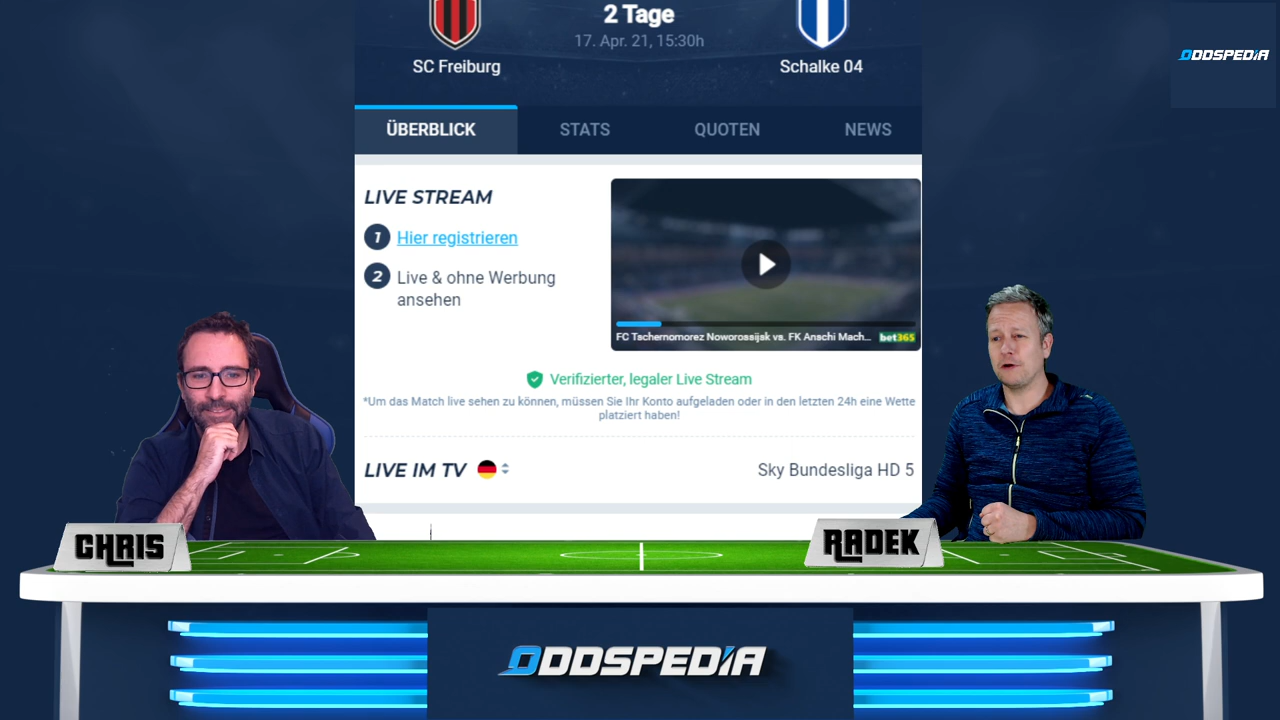 2 Tage
17. Apr. 21, 15:30h
SC Freiburg
Schalke 04
ODDSPEDIA
ÜBERBLICK
STATS
QUOTEN
NEWS
LIVE STREAM
1 Hier registrieren
2 Live & ohne Werbung
ansehen
FC Tschernomorez Noworossijsk vs. FK Anschi Mach... bet365
Verifizierter, legaler Live Stream
*Um das Match live sehen zu können, müssen Sie Ihr Konto aufgeladen oder in den letzten 24h eine Wette
platziert haben!
LIVE IM TV
Sky Bundesliga HD 5
CHRIS
RADEK
ODDSPEDIA